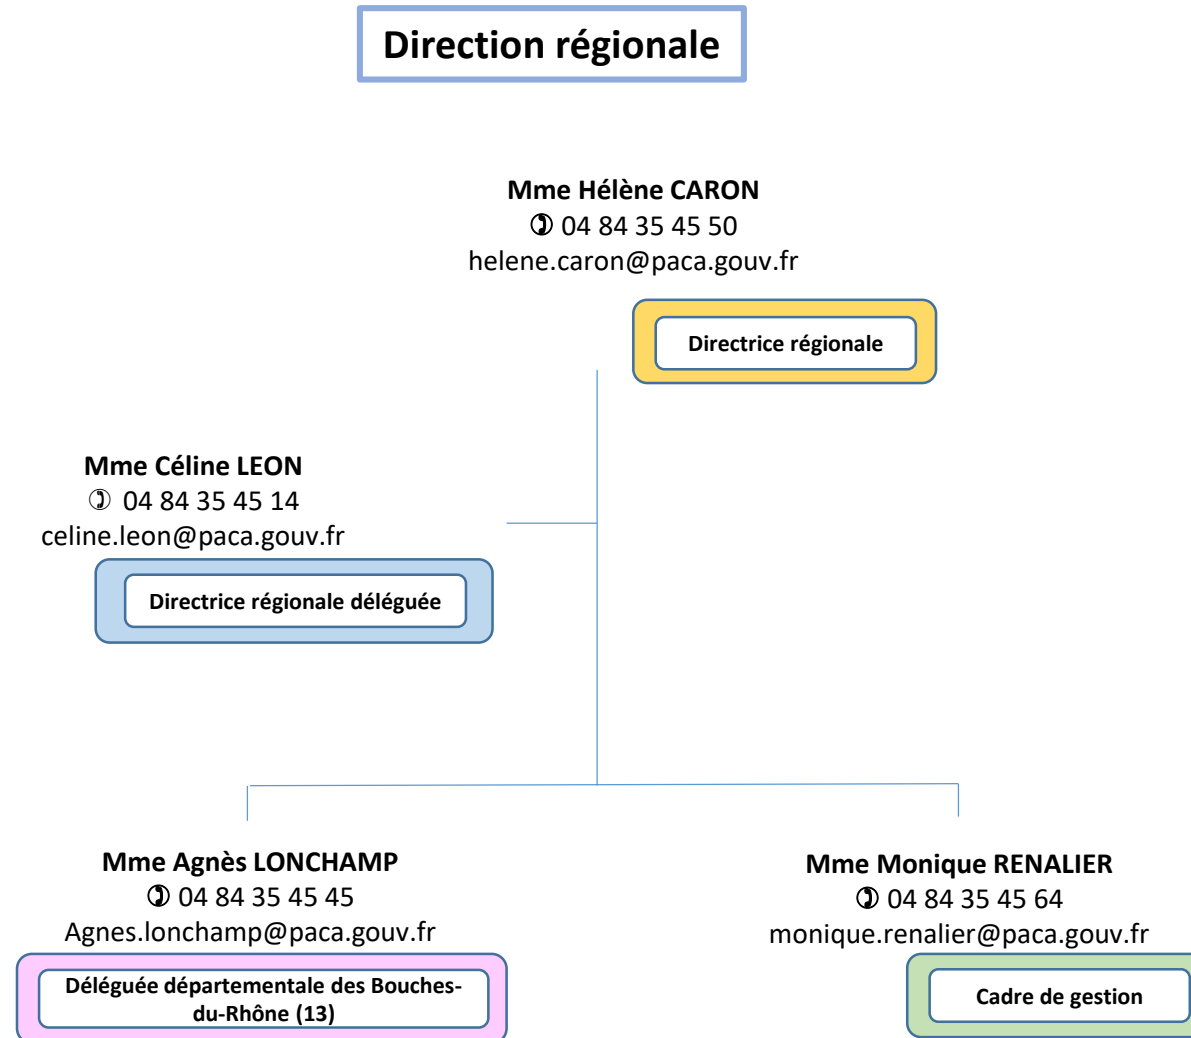 Direction régionale
Mme Hélène CARON
✆ 04 84 35 45 50
helene.caron@paca.gouv.fr
Directrice régionale
Mme Céline LEON
✆ 04 84 35 45 14
celine.leon@paca.gouv.fr
Directrice régionale déléguée
Mme Agnès LONCHAMP
✆ 04 84 35 45 45
Agnes.lonchamp@paca.gouv.fr
Déléguée départementale des Bouches-
du-Rhône (13)
Mme Monique RENALIER
✆ 04 84 35 45 64
monique.renalier@paca.gouv.fr
Cadre de gestion